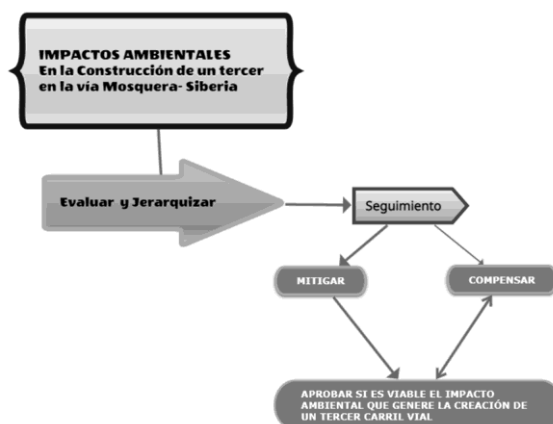 IMPACTOS AMBIENTALES
En la Construcción de un tercer
en la vía Mosquera- Siberia
Evaluar y Jerarquizar
Seguimiento
MITIGAR
COMPENSAR
APROBAR SI ES VIABLE EL IMPACTO
AMBIENTAL QUE GENERE LA CREACIÓN DE
UN TERCER CARRIL VIAL